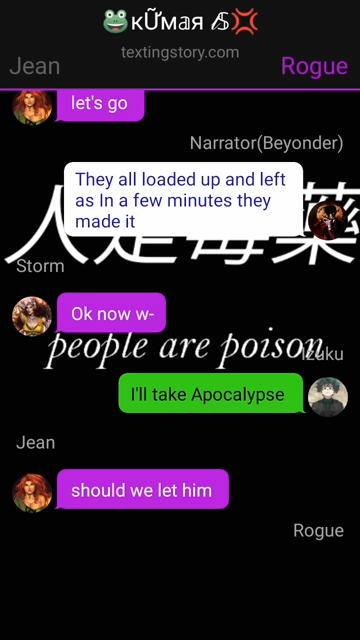 🐸кỮмaя 𝓁𝓢💢
textingstory.com
Jean
Rogue
let's go
Narrator(Beyonder)
They all loaded up and left
as In a few minutes they
made it
人是毒藥
Storm
Ok now w-
people are poison
Izuku
I'll take Apocalypse
Jean
should we let him
Rogue